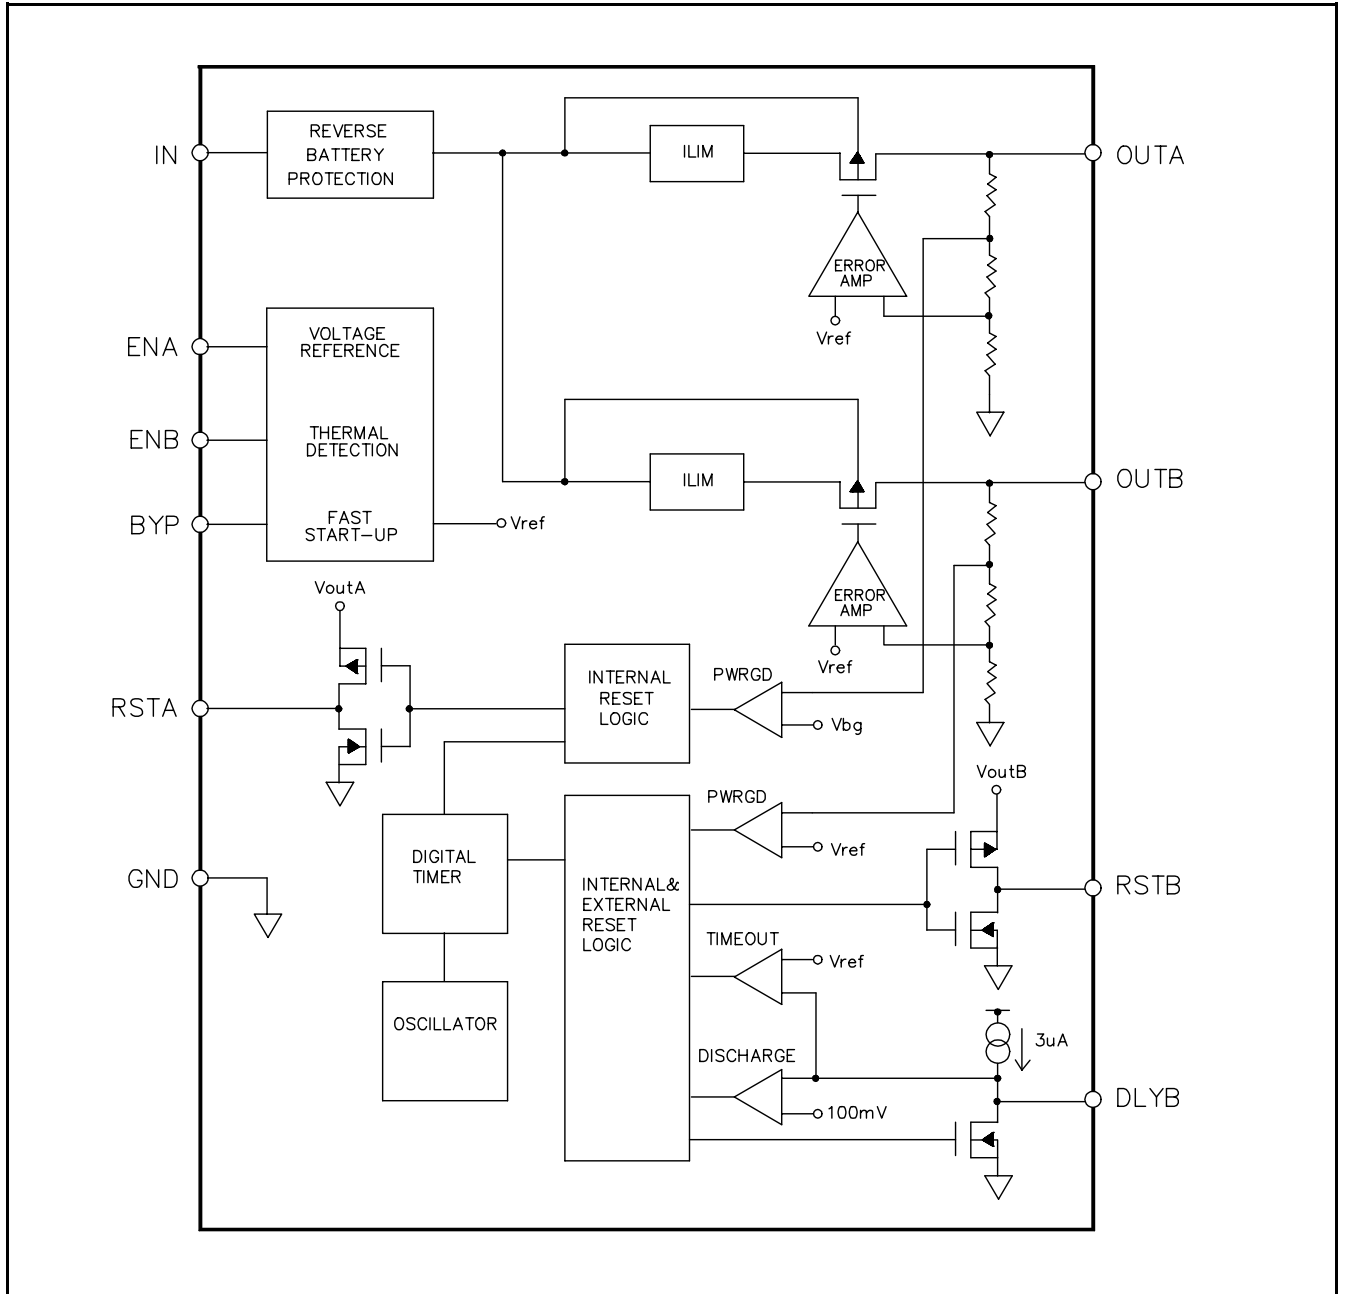 REVERSE
BATTERY
PROTECTION
IN
ILIM
OUTA
ERROR
AMP
Vref
ENA
VOLTAGE
REFERENCE
ENB
THERMAL
DETECTION
BYP
FAST
START-UP
Vref
ILIM
OUTB
ERROR
AMP
Vref
VoutA
RSTA
INTERNAL
RESET
LOGIC
PWRGD
Vbg
VoutB
PWRGD
Vref
DIGITAL
TIMER
GND
INTERNAL&
EXTERNAL
RESET
LOGIC
RSTB
TIMEOUT
Vref
OSCILLATOR
3uA
DISCHARGE
100mV
DLYB